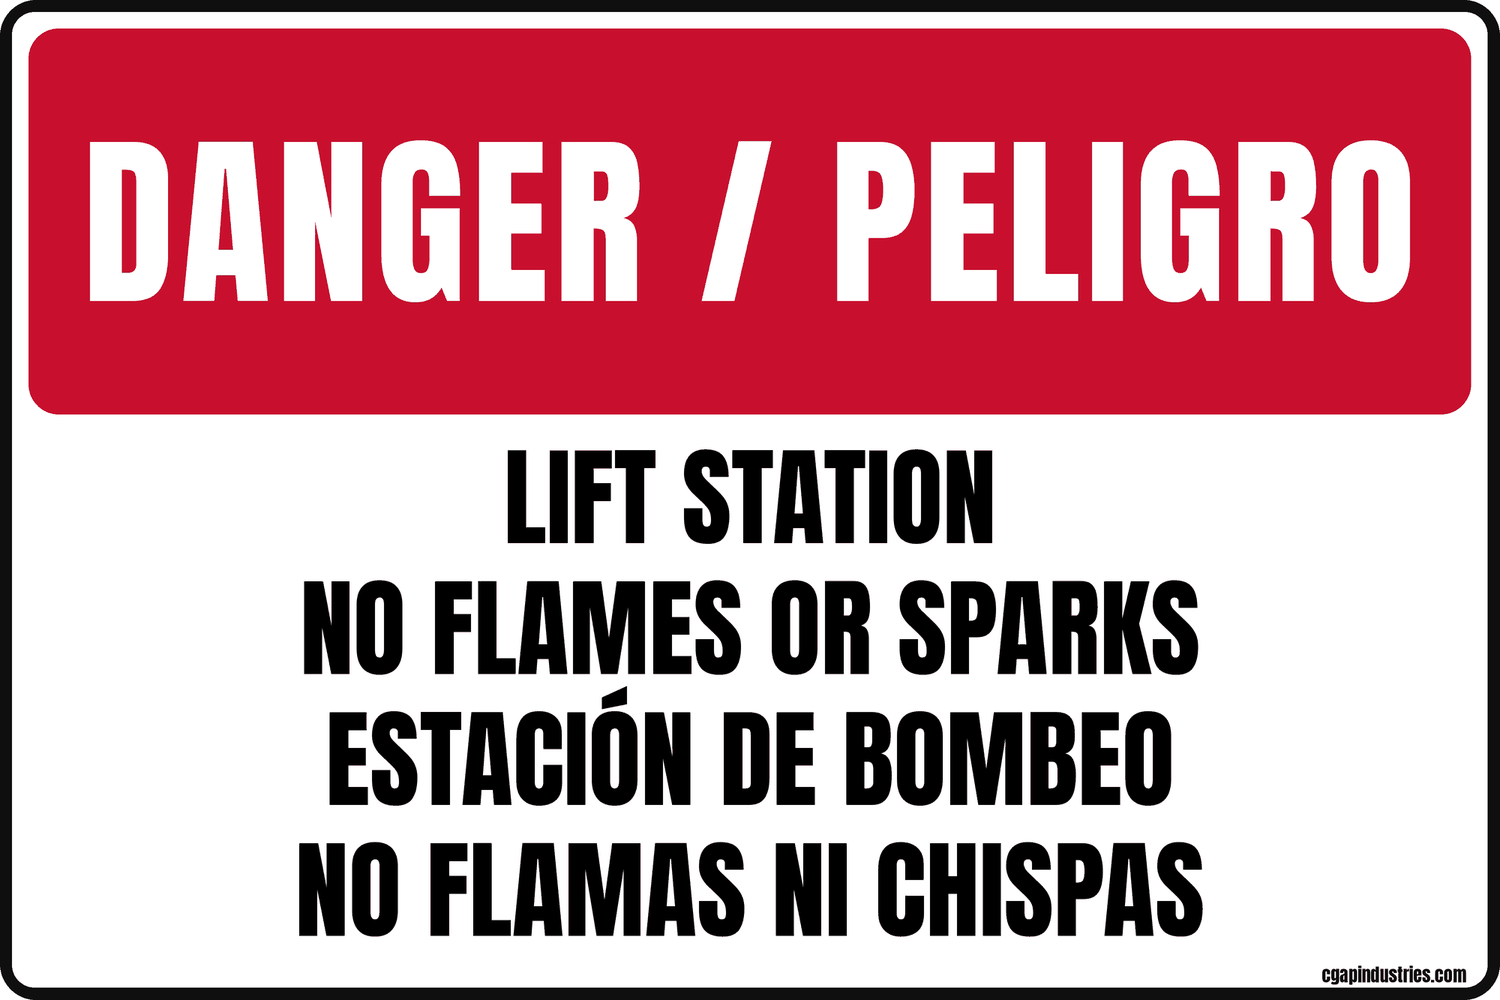 DANGER / PELIGRO
LIFT STATION
NO FLAMES OR SPARKS
ESTACIÓN DE BOMBEO
NO FLAMAS NI CHISPAS
cgapindustries.com